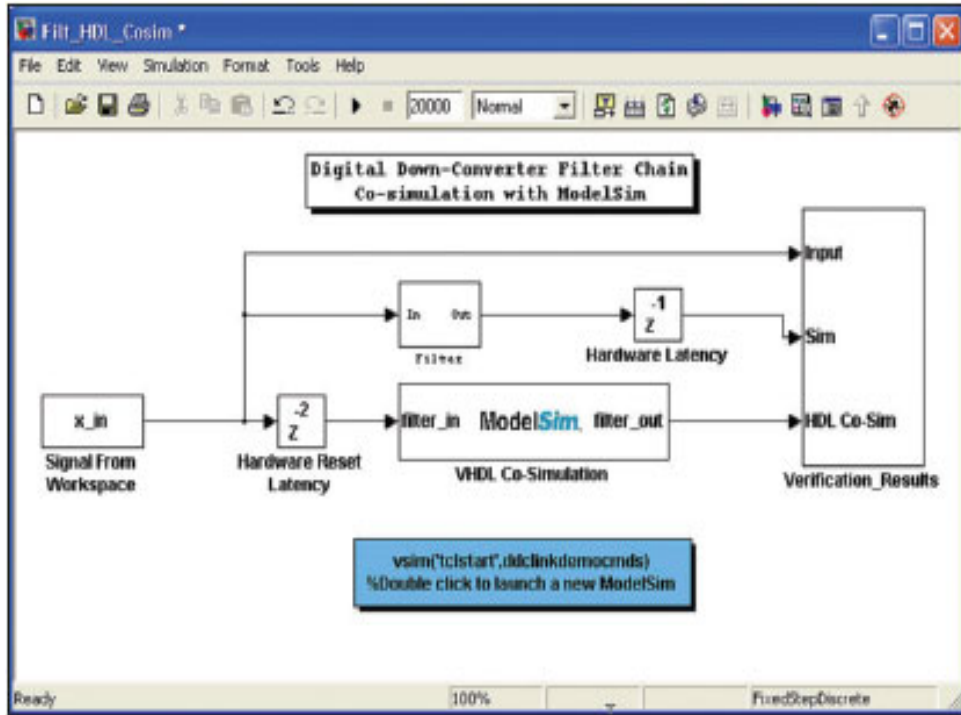 Filt_HDL_Cosim *
File Edit View Simulation Format Tools Help
20000 Normal
Digital Down-Converter Filter Chain
Co-simulation with ModelSim
Input
-1
Z
In Out
Sim
Filter
Hardware Latency
x_in
-2
Z
filter_in ModelSim filter_out
HDL Co-Sim
Signal From
Workspace
Hardware Reset
Latency
VHDL Co-Simulation
Verification_Results
vsim('tclstart',ddclinkdemocmds)
%Double click to launch a new ModelSim
Ready 100% FixedStepDiscrete